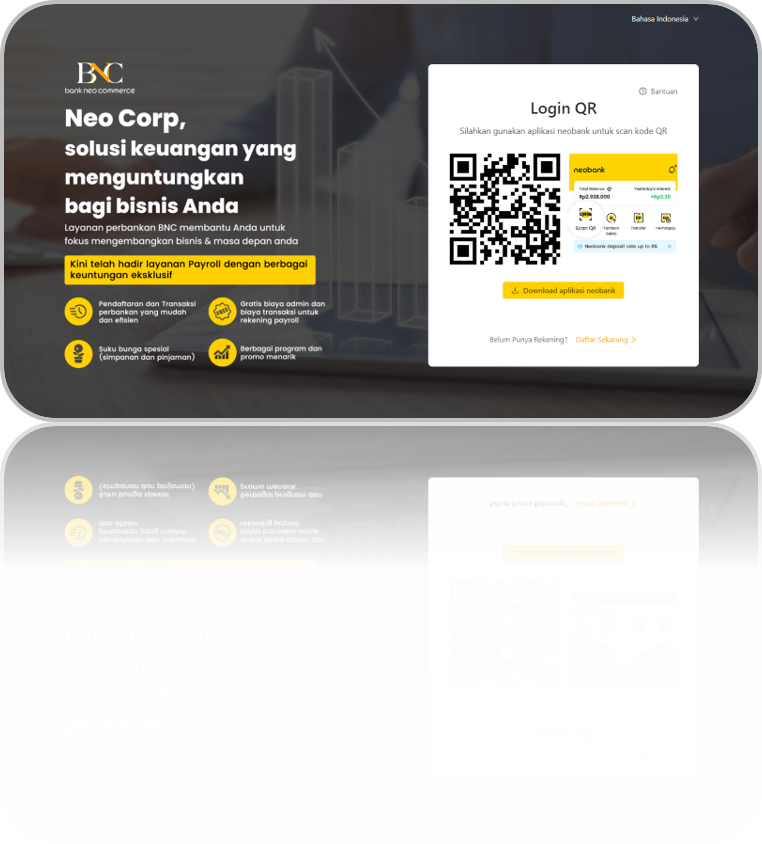 Bahasa Indonesia
BNC
bank neo commerce
Neo Corp,
solusi keuangan yang
menguntungkan
bagi bisnis Anda
Layanan perbankan BNC membantu Anda untuk
fokus mengembangkan bisnis & masa depan anda
Kini telah hadir layanan Payroll dengan berbagai
keuntungan eksklusif
Pendaftaran dan Transaksi
perbankan yang mudah
dan efisien
FREE
Gratis biaya admin dan
biaya transaksi untuk
rekening payroll
Suku bunga spesial
(simpanan dan pinjaman)
Berbagai program dan
promo menarik
Bantuan
Login QR
Silahkan gunakan aplikasi neobank untuk scan kode QR
neobank
Total Balance
Yesterday's Interest
Rp2.938.000
Scan QR
Transfer
Neobank deposit rate up to 8%
Download aplikasi neobank
Belum Punya Rekening? Daftar Sekarang